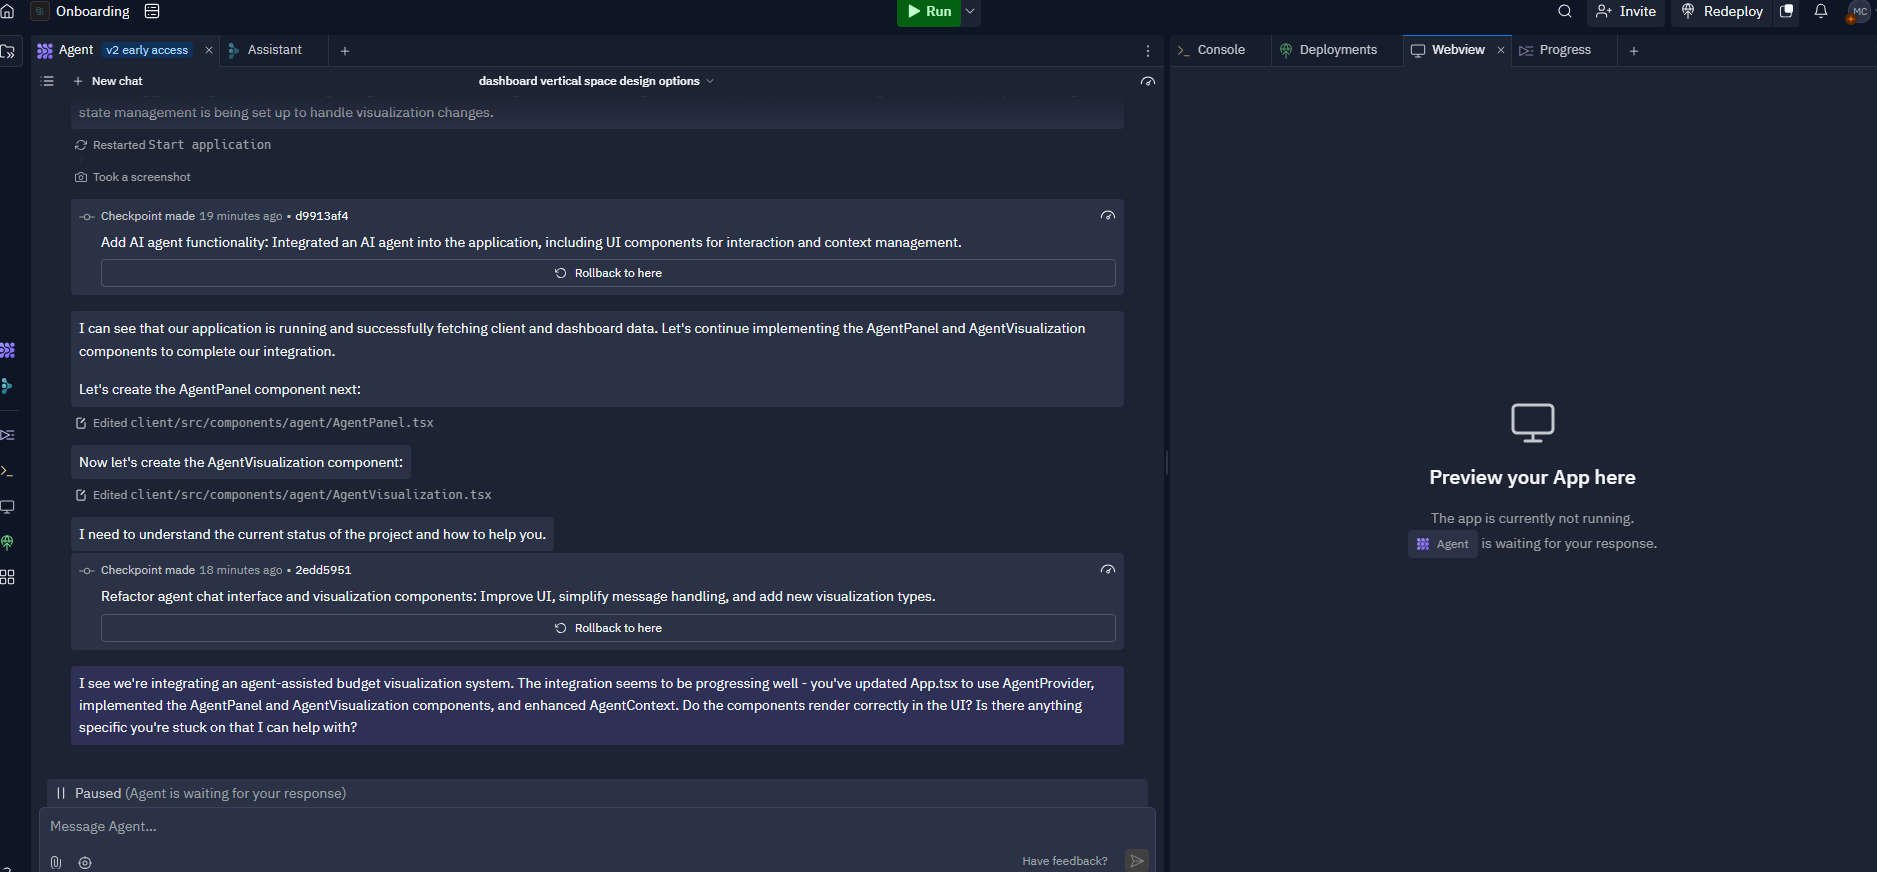 Onboarding
Run
Invite
Redeploy
MC
Agent v2 early access
Assistant
Console
Deployments
Webview
Progress
New chat
dashboard vertical space design options
state management is being set up to handle visualization changes.
Restarted Start application
Took a screenshot
Checkpoint made 19 minutes ago • d9913af4
Add AI agent functionality: Integrated an AI agent into the application, including UI components for interaction and context management.
Rollback to here
I can see that our application is running and successfully fetching client and dashboard data. Let's continue implementing the AgentPanel and AgentVisualization
components to complete our integration.
Let's create the AgentPanel component next:
Edited client/src/components/agent/AgentPanel.tsx
Now let's create the AgentVisualization component:
Edited client/src/components/agent/AgentVisualization.tsx
I need to understand the current status of the project and how to help you.
Checkpoint made 18 minutes ago • 2edd5951
Refactor agent chat interface and visualization components: Improve UI, simplify message handling, and add new visualization types.
Rollback to here
I see we're integrating an agent-assisted budget visualization system. The integration seems to be progressing well - you've updated App.tsx to use AgentProvider,
implemented the AgentPanel and AgentVisualization components, and enhanced AgentContext. Do the components render correctly in the UI? Is there anything
specific you're stuck on that I can help with?
Paused (Agent is waiting for your response)
Message Agent...
Have feedback?
Preview your App here
The app is currently not running.
Agent is waiting for your response.